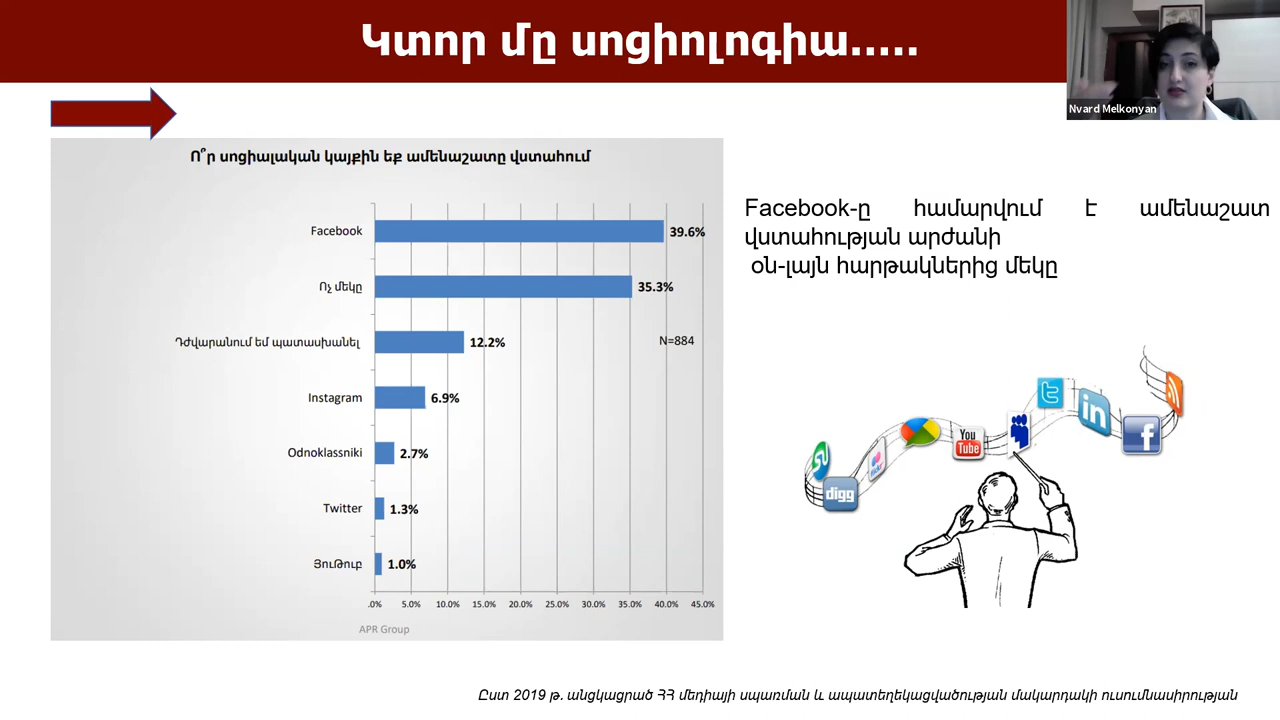 Կտոր մը սոցիոլոգիա.....
Nvard Melkonyan
Ո՞ր սոցիալական կայքին եք ամենաշատը վստահում
Facebook 39.6%
Ոչ մեկը 35.3%
Դժվարանում եմ պատասխանել 12.2%
N=884
Instagram 6.9%
Odnoklassniki 2.7%
Twitter 1.3%
ՅուԹուբ 1.0%
.0% 5.0% 10.0% 15.0% 20.0% 25.0% 30.0% 35.0% 40.0% 45.0%
APR Group
Facebook-ը համարվում է ամենաշատ
վստահության արժանի
օն-լայն հարթակներից մեկը
You
Tube
in
f
t
flickr
digg
Ըստ 2019 թ. անցկացրած ՀՀ մեդիայի սպառման և ապատեղեկացվածության մակարդակի ուսումնասիրության